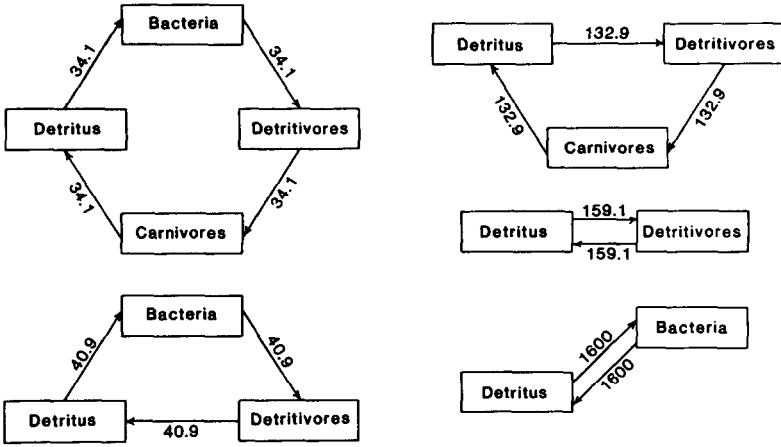 Bacteria
34.1
34.1
Detritus
Detritivores
34.1
34.1
Carnivores
Detritus
132.9
Detritivores
132.9
132.9
Carnivores
159.1
Detritus
Detritivores
159.1
Bacteria
40.9
40.9
Detritus
40.9
Detritivores
Bacteria
1600
1600
Detritus